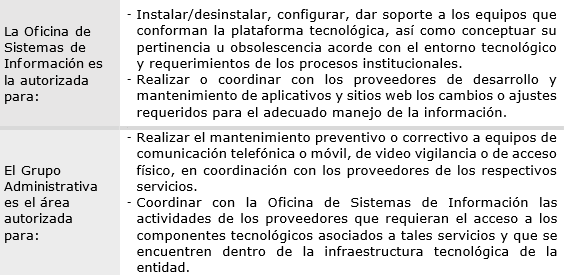 La Oficina de
Sistemas de
Información es
la autorizada
para:
- Instalar/desinstalar, configurar, dar soporte a los equipos que
conforman la plataforma tecnológica, así como conceptuar su
pertinencia u obsolescencia acorde con el entorno tecnológico
y requerimientos de los procesos institucionales.
- Realizar o coordinar con los proveedores de desarrollo y
mantenimiento de aplicativos y sitios web los cambios o ajustes
requeridos para el adecuado manejo de la información.
El Grupo
Administrativa
es el área
autorizada
para:
- Realizar el mantenimiento preventivo o correctivo a equipos de
comunicación telefónica o móvil, de video vigilancia o de acceso
físico, en coordinación con los proveedores de los respectivos
servicios.
- Coordinar con la Oficina de Sistemas de Información las
actividades de los proveedores que requieran el acceso a los
componentes tecnológicos asociados a tales servicios y que se
encuentren dentro de la infraestructura tecnológica de la
entidad.